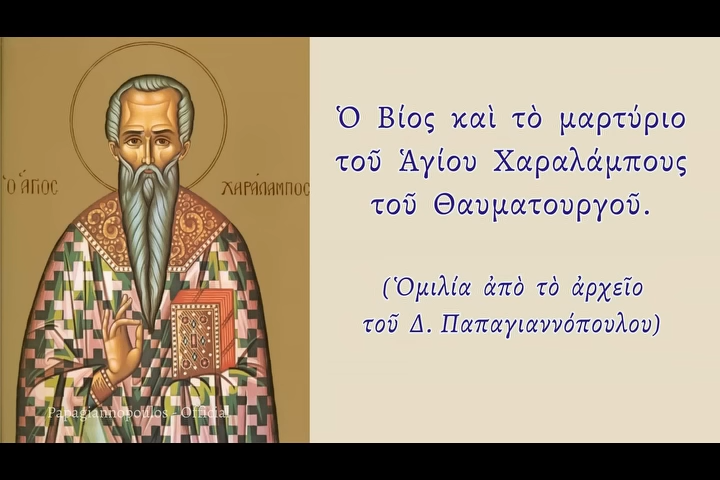 Ὁ ἍΓΙΟΣ
ΧΑΡΑΛΑΜΠΟΣ
Ὁ Βίος καὶ τὸ μαρτύριο
τοῦ Ἁγίου Χαραλάμπους
τοῦ Θαυματουργοῦ.
(Ὁμιλία ἀπὸ τὸ ἀρχεῖο
τοῦ Δ. Παπαγιαννόπουλου)
Papagiannopoulos - Official